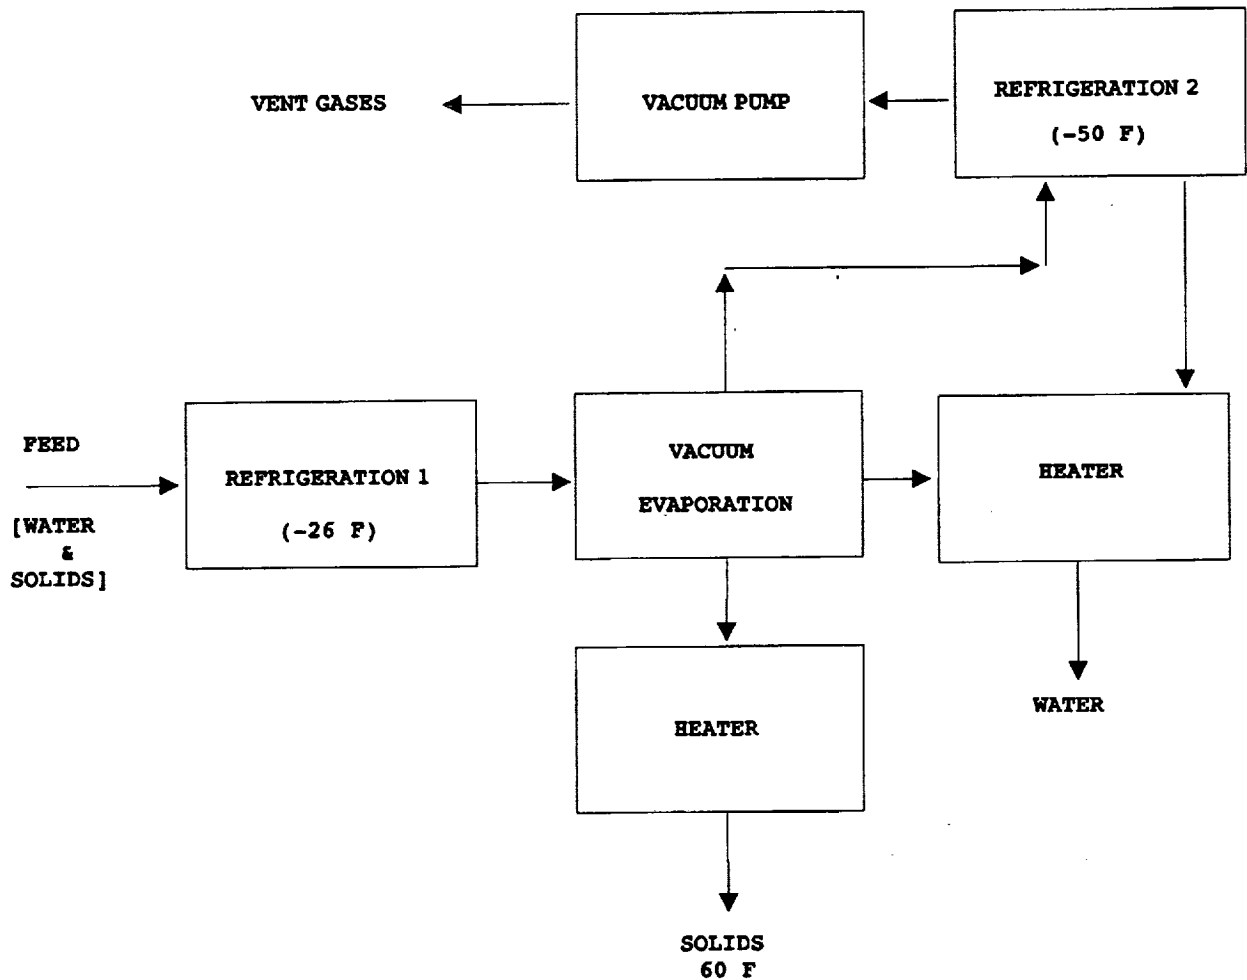 VENT GASES
VACUUM PUMP
REFRIGERATION 2
(-50 F)
FEED
[WATER
&
SOLIDS]
REFRIGERATION 1
(-26 F)
VACUUM
EVAPORATION
HEATER
HEATER
WATER
SOLIDS
60 F